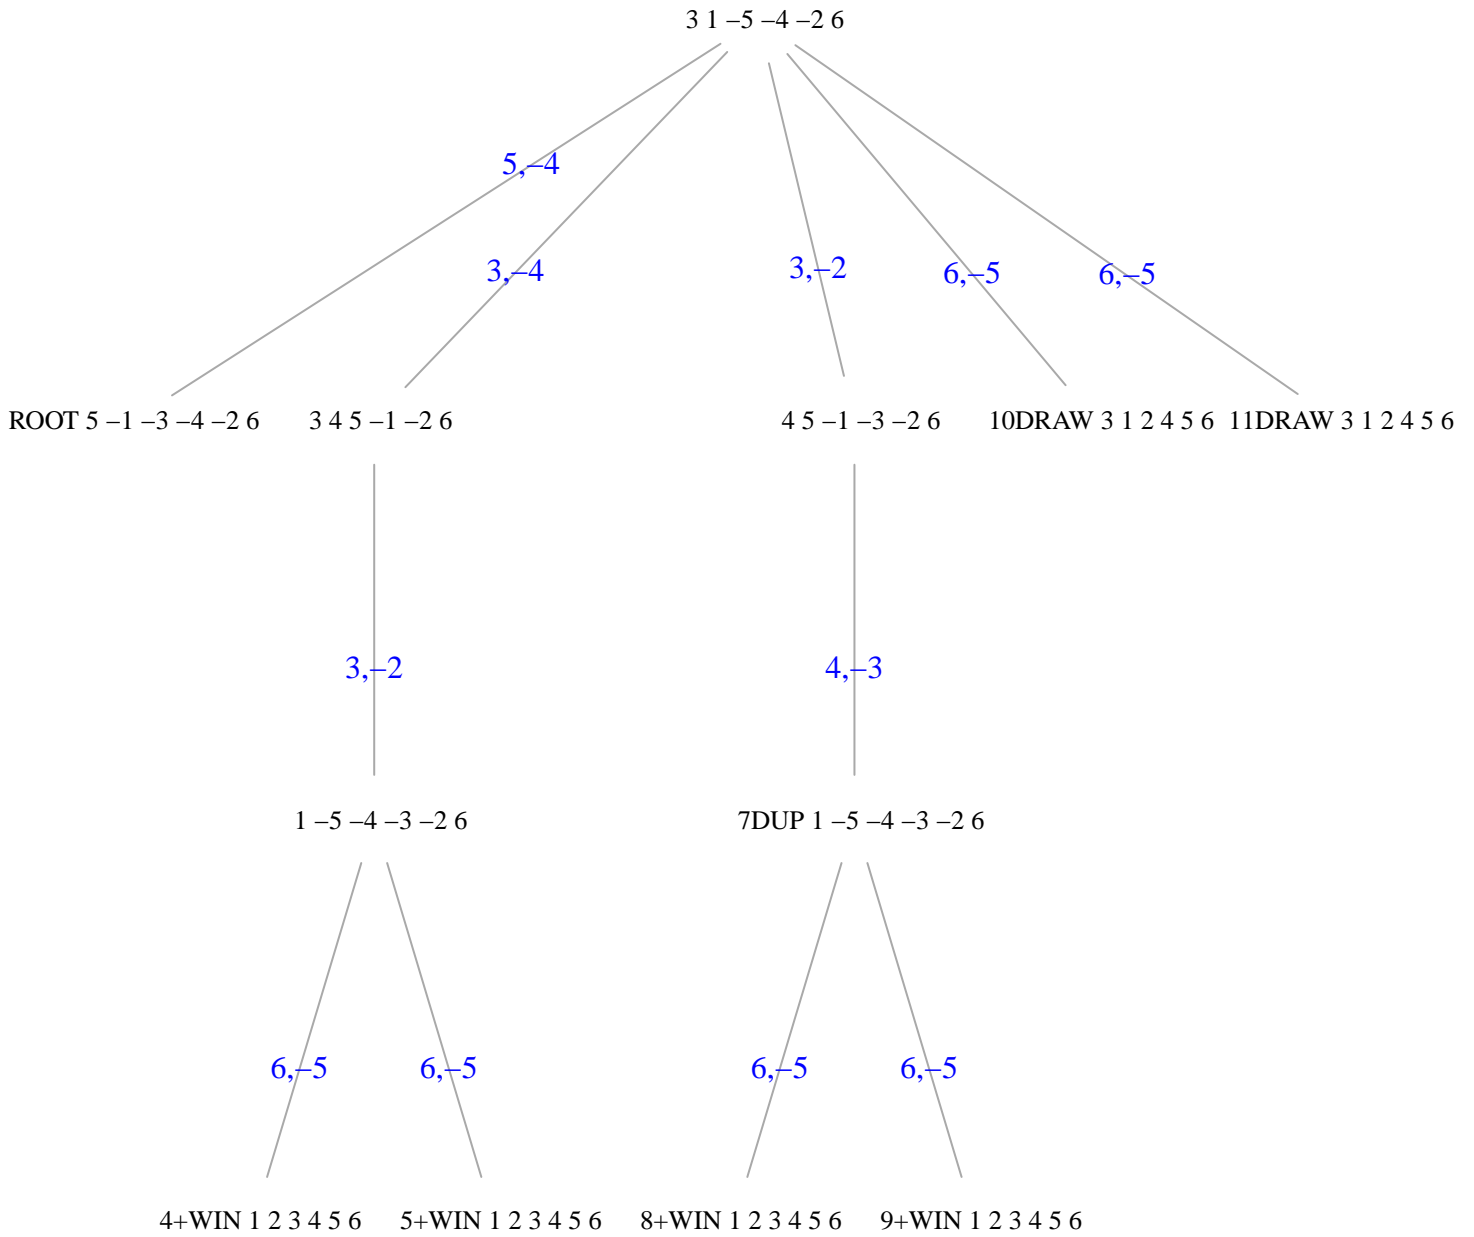 3 1 –5 –4 –2 6
5,–4
3,–4
3,–2
6,–5
6,–5
ROOT 5 –1 –3 –4 –2 6
3 4 5 –1 –2 6
4 5 –1 –3 –2 6
10DRAW 3 1 2 4 5 6
11DRAW 3 1 2 4 5 6
3,–2
4,–3
1 –5 –4 –3 –2 6
7DUP 1 –5 –4 –3 –2 6
6,–5
6,–5
6,–5
6,–5
4+WIN 1 2 3 4 5 6
5+WIN 1 2 3 4 5 6
8+WIN 1 2 3 4 5 6
9+WIN 1 2 3 4 5 6